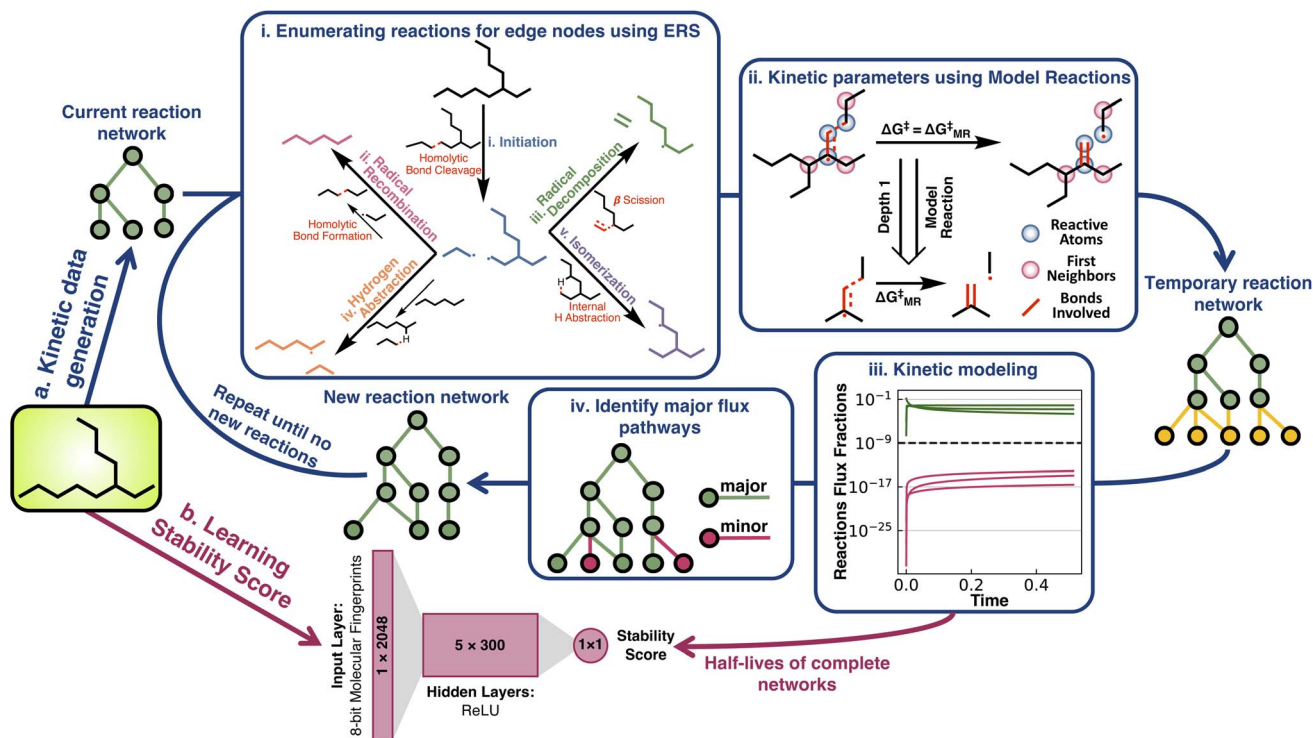 i. Enumerating reactions for edge nodes using ERS
i. Initiation
Homolytic
Bond Cleavage
ii. Radical
Recombination
Homolytic
Bond Formation
iii. Radical
Decomposition
β Scission
iv. Hydrogen
Abstraction
H
v. Isomerization
H
Internal
H Abstraction
ii. Kinetic parameters using Model Reactions
ΔG‡ = ΔG‡MR
Depth 1
Model
Reaction
ΔG‡MR
Reactive
Atoms
First
Neighbors
Bonds
Involved
Current reaction
network
a. Kinetic data
generation
Temporary reaction
network
iii. Kinetic modeling
Reactions Flux Fractions
10−1
10−9
10−17
10−25
0.0
0.2
0.4
Time
iv. Identify major flux
pathways
major
minor
New reaction network
Repeat until no
new reactions
b. Learning
Stability Score
Input Layer:
8-bit Molecular Fingerprints
1 × 2048
5 × 300
Hidden Layers:
ReLU
1×1
Stability
Score
Half-lives of complete
networks